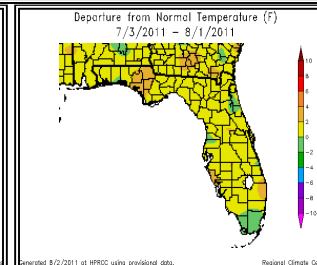 Departure from Normal Temperature (F)
7/3/2011 – 8/1/2011
10
8
6
4
2
0
-2
-4
-6
-8
-10
Generated 8/2/2011 at HPRCC using provisional data.
Regional Climate Ce